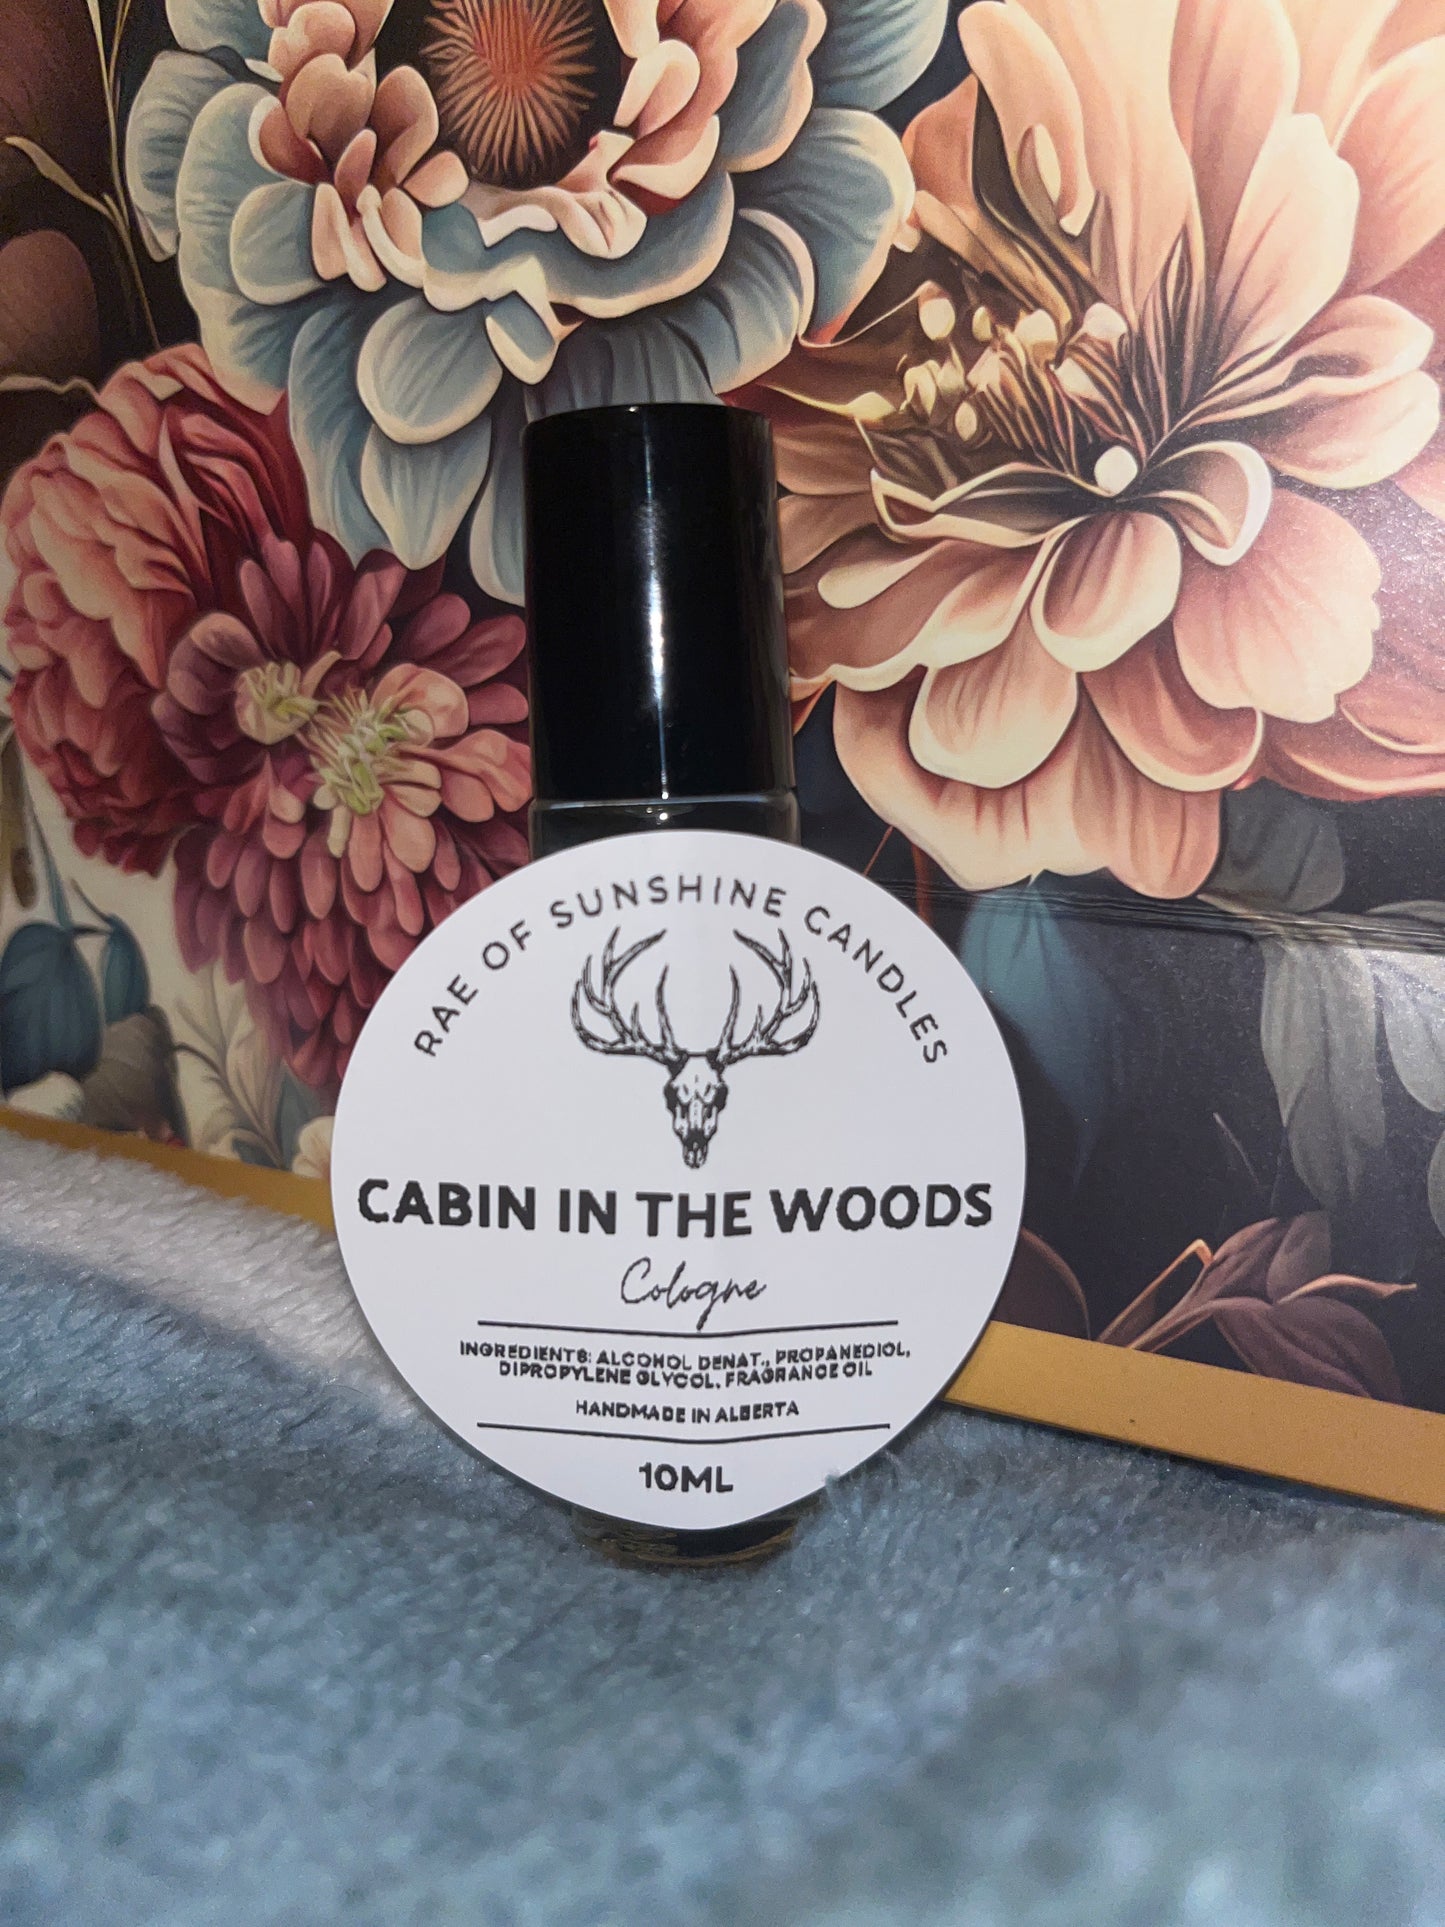 RAE OF SUNSHINE CANDLES
CABIN IN THE WOODS
Cologne
INGREDIENTS: ALCOHOL DENAT., PROPANEDIOL,
DIPROPYLENE GLYCOL, FRAGRANCE OIL
HANDMADE IN ALBERTA
10ML